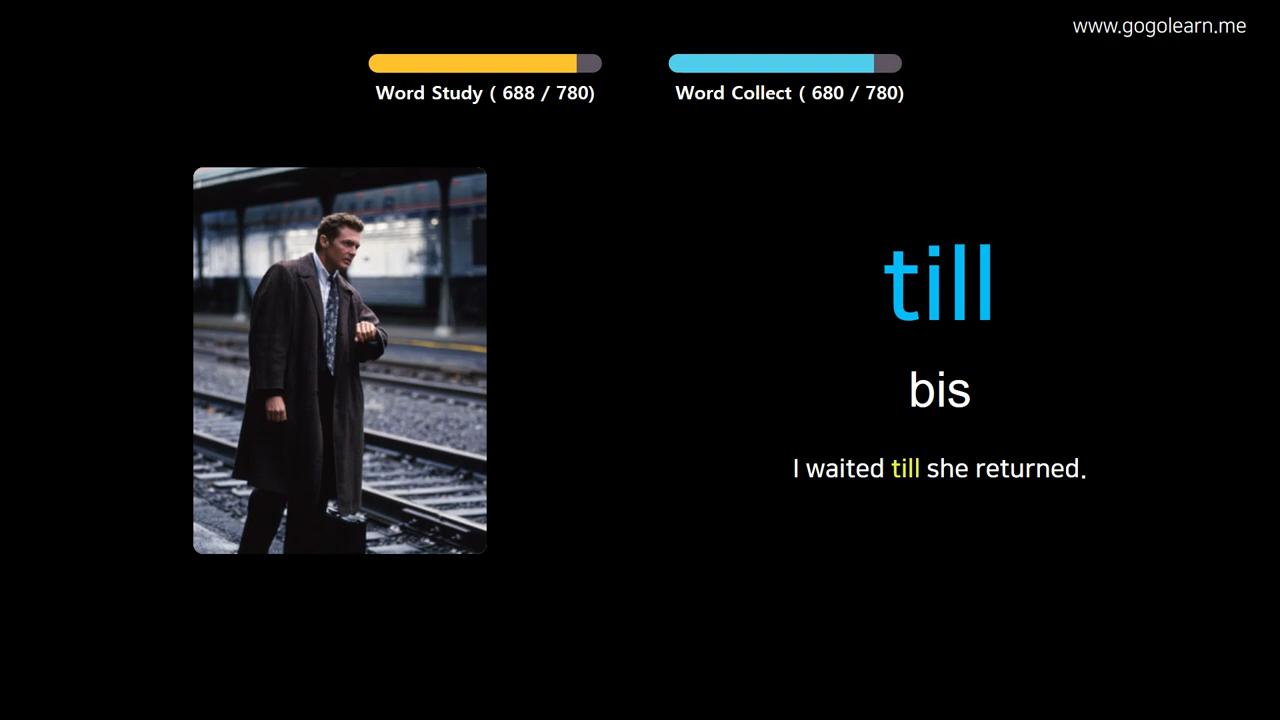 www.gogolearn.me
Word Study ( 688 / 780)
Word Collect ( 680 / 780)
till
bis
I waited till she returned.